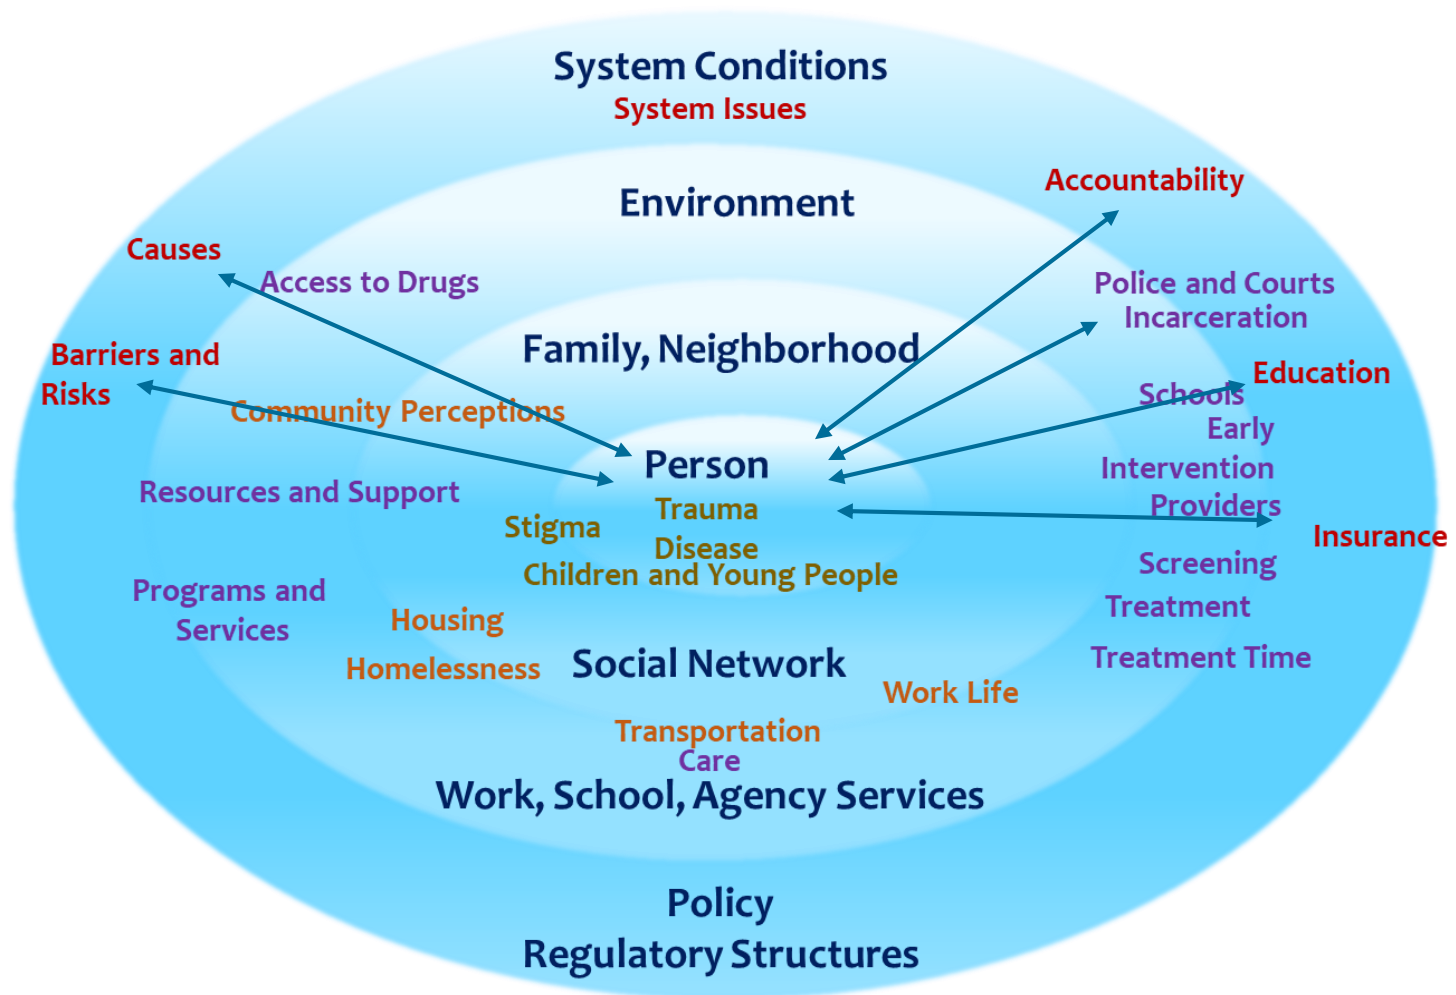 System Conditions
System Issues
Environment
Accountability
Causes
Access to Drugs
Police and Courts
Incarceration
Family, Neighborhood
Barriers and
Risks
Education
Schools
Community Perceptions
Early
Intervention
Person
Resources and Support
Providers
Trauma
Stigma
Insurance
Disease
Screening
Children and Young People
Programs and
Services
Treatment
Housing
Homelessness
Social Network
Treatment Time
Work Life
Transportation
Care
Work, School, Agency Services
Policy
Regulatory Structures